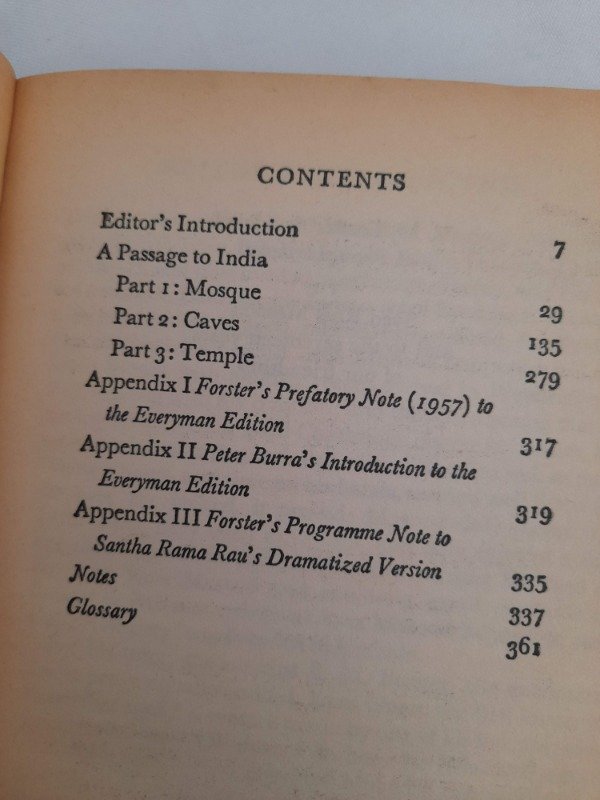 CONTENTS
Editor's Introduction 7
A Passage to India
Part 1: Mosque 29
Part 2: Caves 135
Part 3: Temple 279
Appendix I Forster's Prefatory Note (1957) to
the Everyman Edition 317
Appendix II Peter Burra's Introduction to the
Everyman Edition 319
Appendix III Forster's Programme Note to
Santha Rama Rau's Dramatized Version 335
Notes 337
Glossary 361